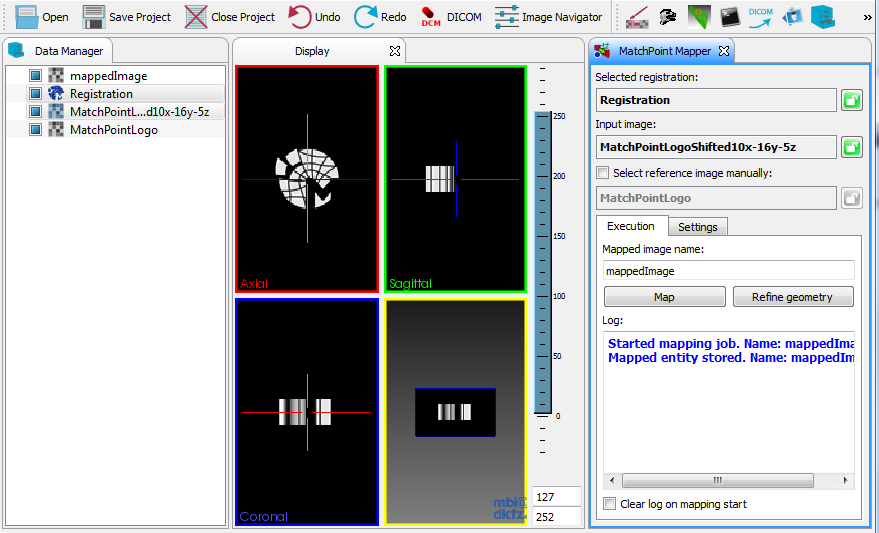 Open Save Project Close Project Undo Redo DCM DICOM Image Navigator DICOM »
Data Manager
mappedImage
Registration
MatchPointL...d10x-16y-5z
MatchPointLogo
Display
Axial
Sagittal
Coronal
mbi@
dkfz.
250
200
150
100
50
0
127
252
MatchPoint Mapper
Selected registration:
Registration
Input image:
MatchPointLogoShifted10x-16y-5z
Select reference image manually:
MatchPointLogo
Execution Settings
Mapped image name:
mappedImage
Map Refine geometry
Log:
Started mapping job. Name: mappedIma
Mapped entity stored. Name: mappedIm
Clear log on mapping start